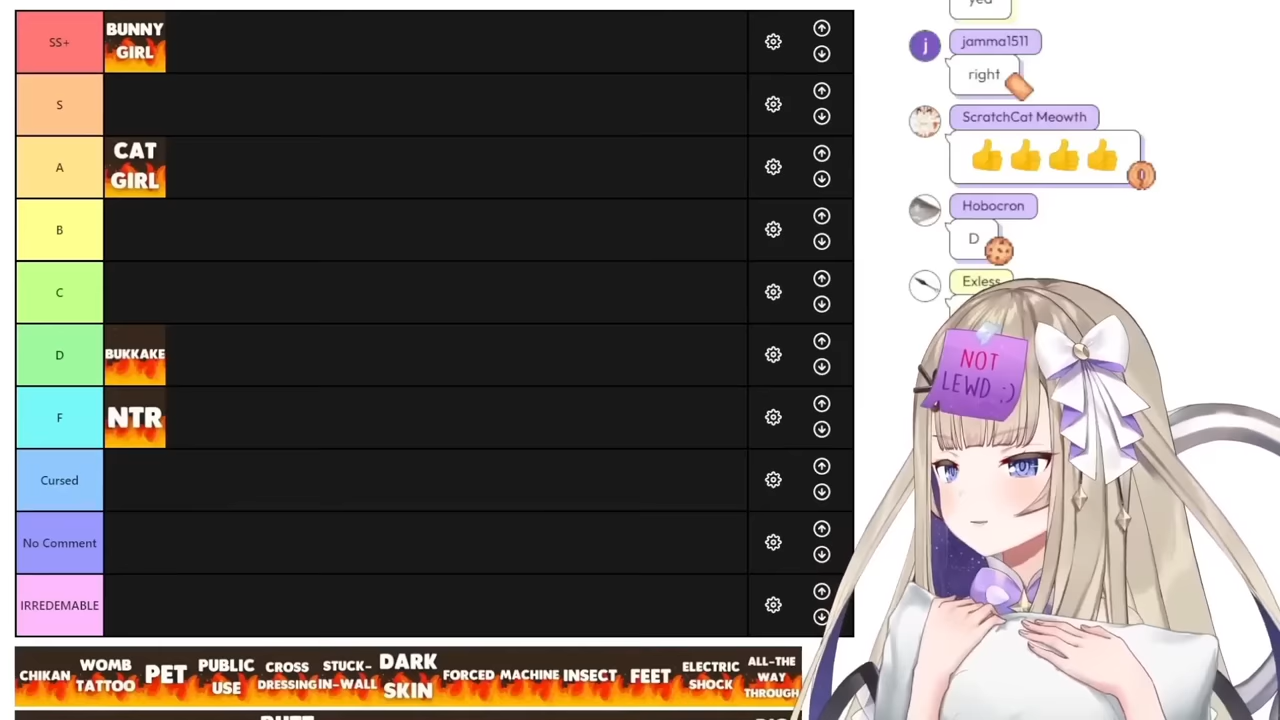 SS+
BUNNY
GIRL
S
A
CAT
GIRL
B
C
D
BUKKAKE
F
NTR
Cursed
No Comment
IRREDEMABLE
CHIKAN
WOMB
TATTOO
PET
PUBLIC
USE
CROSS
DRESSING
STUCK-
IN-WALL
DARK
SKIN
FORCED
MACHINE
INSECT
FEET
ELECTRIC
SHOCK
ALL-THE
WAY
THROUGH
yea
j
jamma1511
right
ScratchCat Meowth
Hobocron
D
Exless
NOT
LEWD :)